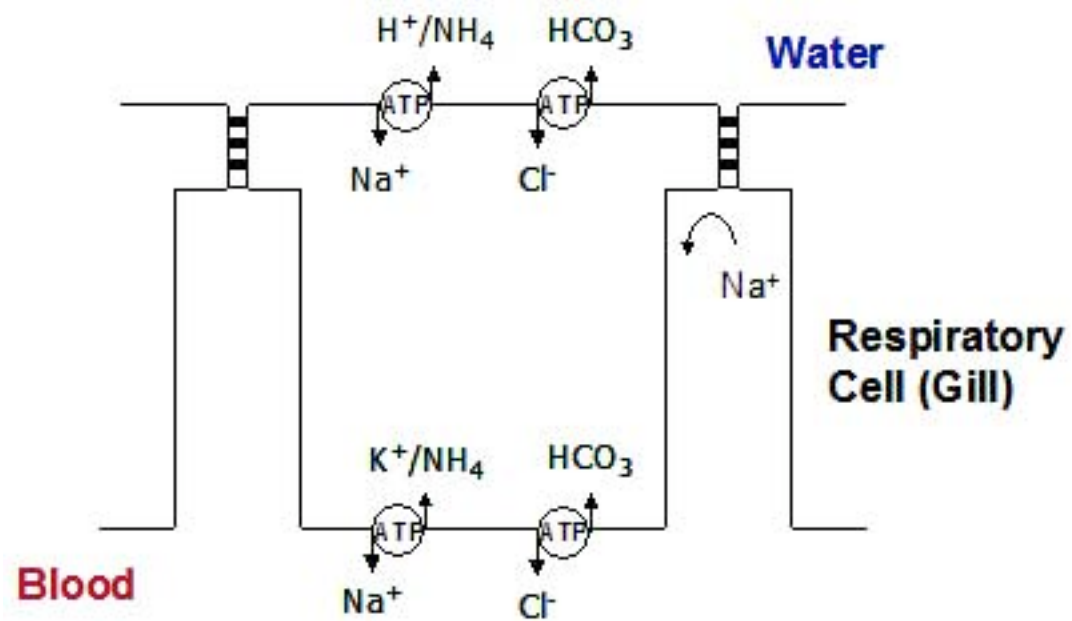 H⁺/NH₄ HCO₃
Water
ATP ATP
Na⁺ Cl⁻
Na⁺
Respiratory
Cell (Gill)
K⁺/NH₄ HCO₃
ATP ATP
Blood
Na⁺ Cl⁻